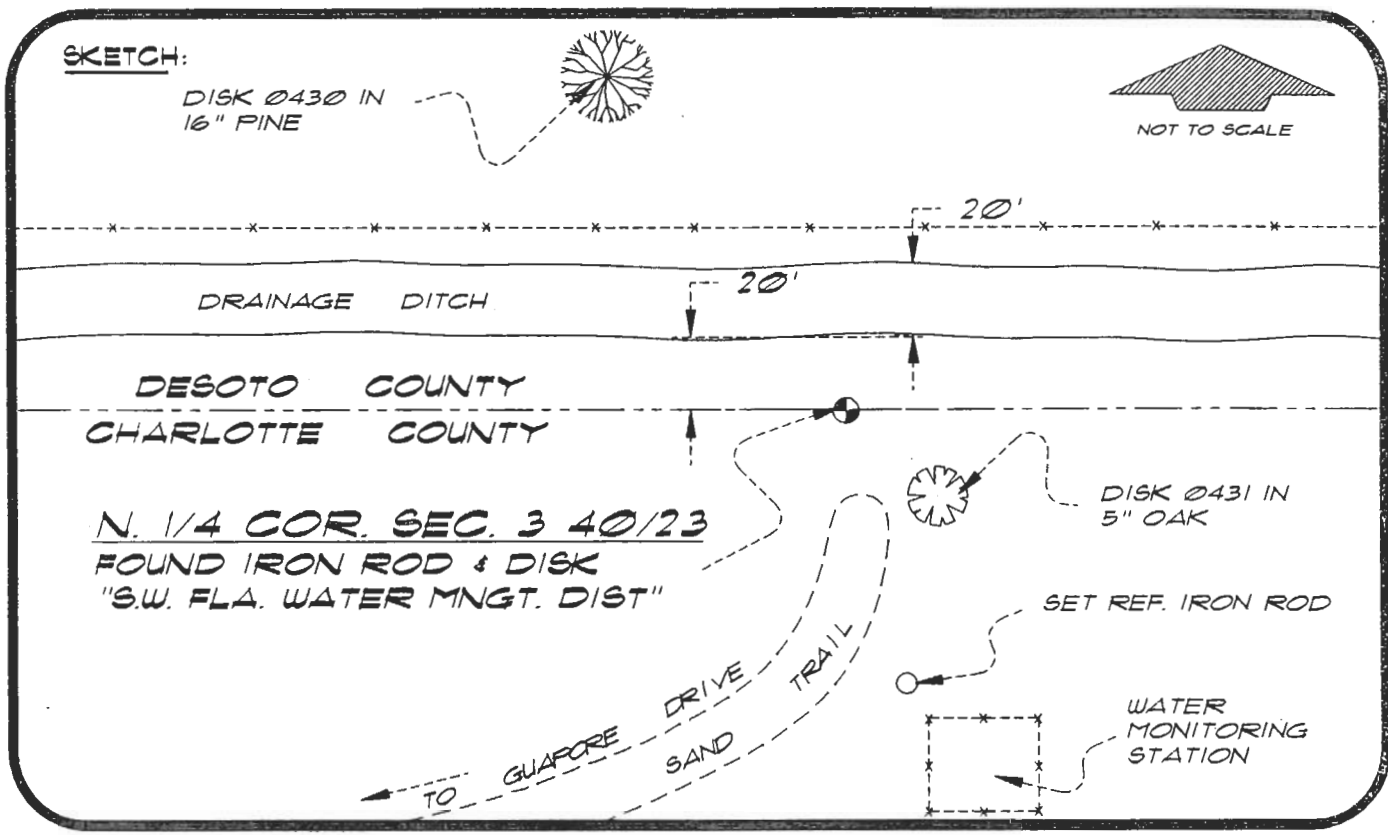 SKETCH:
DISK Ø43Ø IN
16" PINE
NOT TO SCALE
2Ø'
2Ø'
DRAINAGE DITCH
DESOTO COUNTY
CHARLOTTE COUNTY
N. 1/4 COR. SEC. 3 4Ø/23
FOUND IRON ROD & DISK
"S.W. FLA. WATER MNGT. DIST"
DISK Ø431 IN
5" OAK
SET REF. IRON ROD
WATER
MONITORING
STATION
TO GUAPORE DRIVE
SAND TRAIL